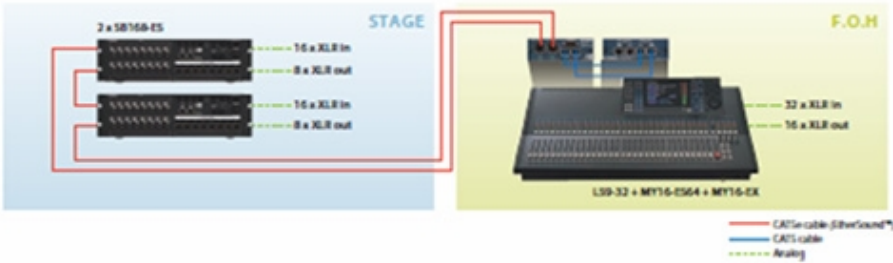 STAGE
F.O.H
2 x SB168-ES
16 x XLR in
8 x XLR out
16 x XLR in
8 x XLR out
32 x XLR in
16 x XLR out
LS9-32 + MY16-ES64 + MY16-EX
CAT5e cable (EtherSound™)
CAT5 cable
Analog